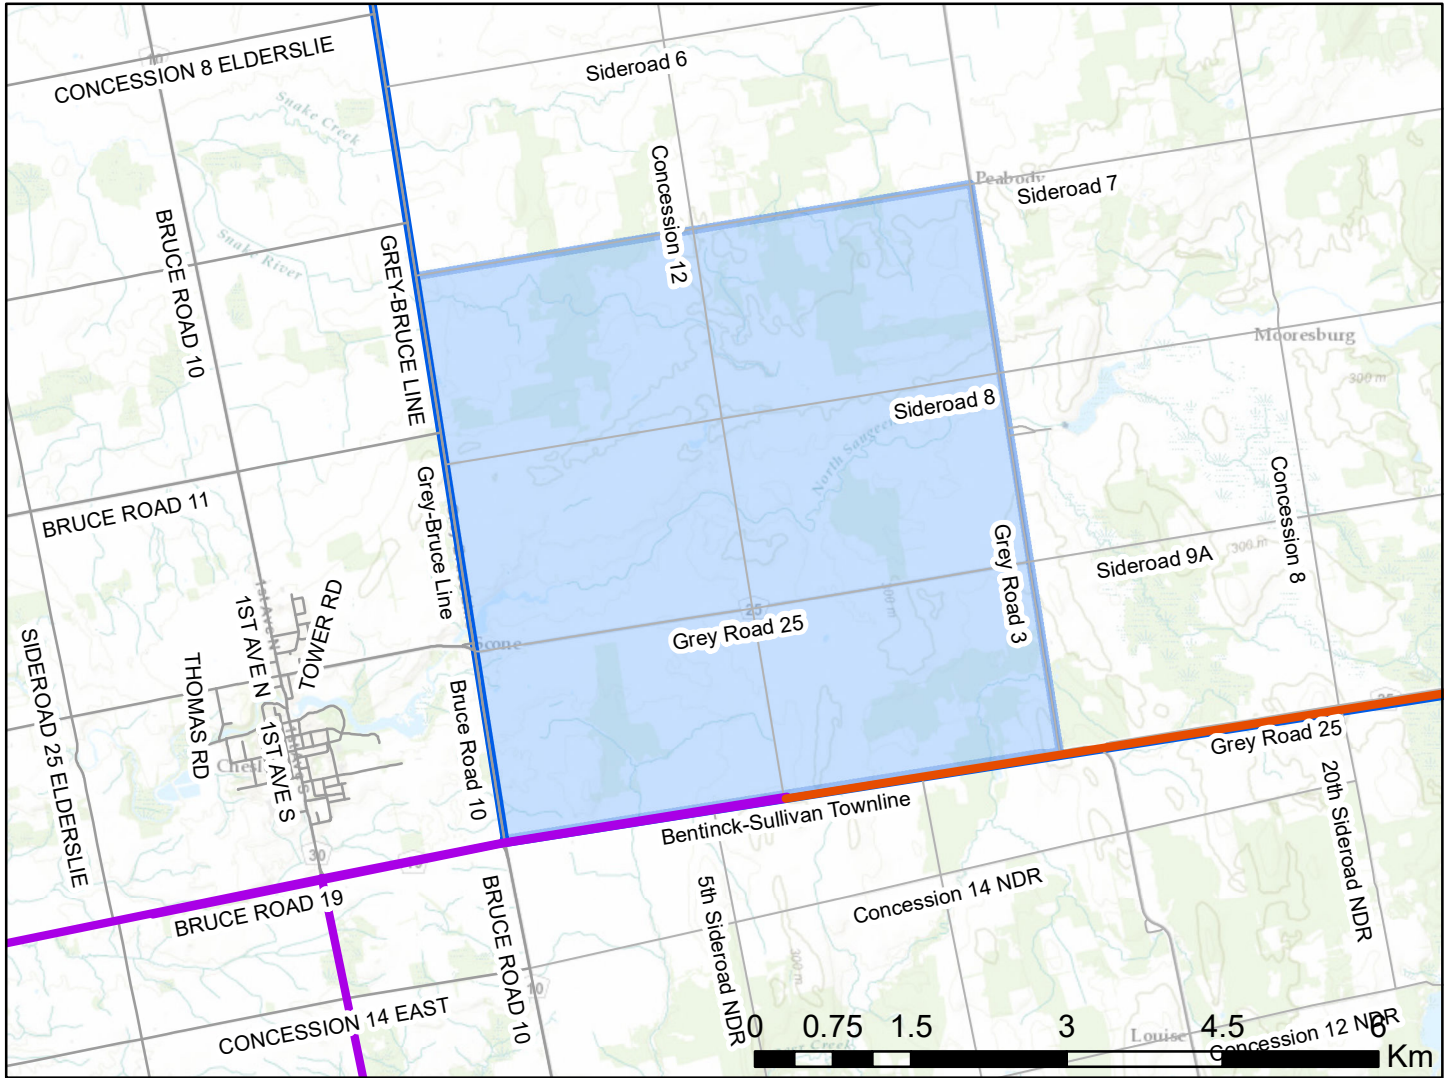 CONCESSION 8 ELDERSLIE
Sideroad 6
Snake Creek
Concession 12
Peabody
Sideroad 7
BRUCE ROAD 10
Snake River
GREY-BRUCE LINE
Mooresburg
300 m
Sideroad 8
North Saugeen
BRUCE ROAD 11
Grey-Bruce Line
Concession 8
Grey Road 3
300 m
Sideroad 9A
1ST AVE N
TOWER RD
25
Grey Road 25
Scone
SIDEROAD 25 ELDERSLIE
THOMAS RD
1ST AVE S
Bruce Road 10
25
Grey Road 25
20th Sideroad NDR
Bentinck-Sullivan Townline
30
BRUCE ROAD 19
BRUCE ROAD 10
5th Sideroad NDR
Concession 14 NDR
300 m
10
CONCESSION 14 EAST
Louise
Concession 12 NDR
0 0.75 1.5 3 4.5 6
Km